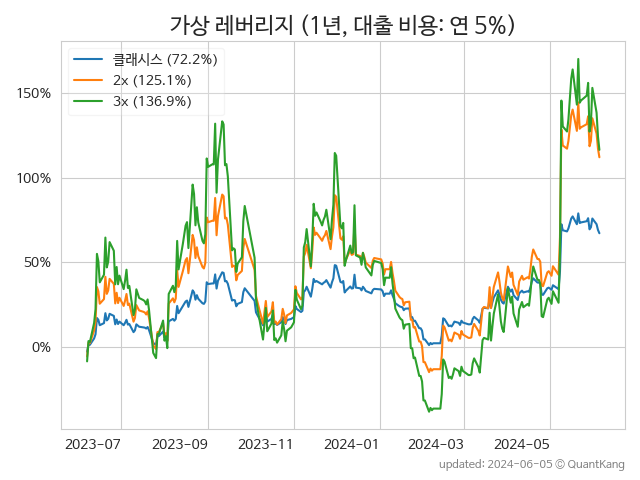 가상 레버리지 (1년, 대출 비용: 연 5%)
클래시스 (72.2%)
2x (125.1%)
3x (136.9%)
150%
100%
50%
0%
2023-07 2023-09 2023-11 2024-01 2024-03 2024-05
updated: 2024-06-05 © QuantKang